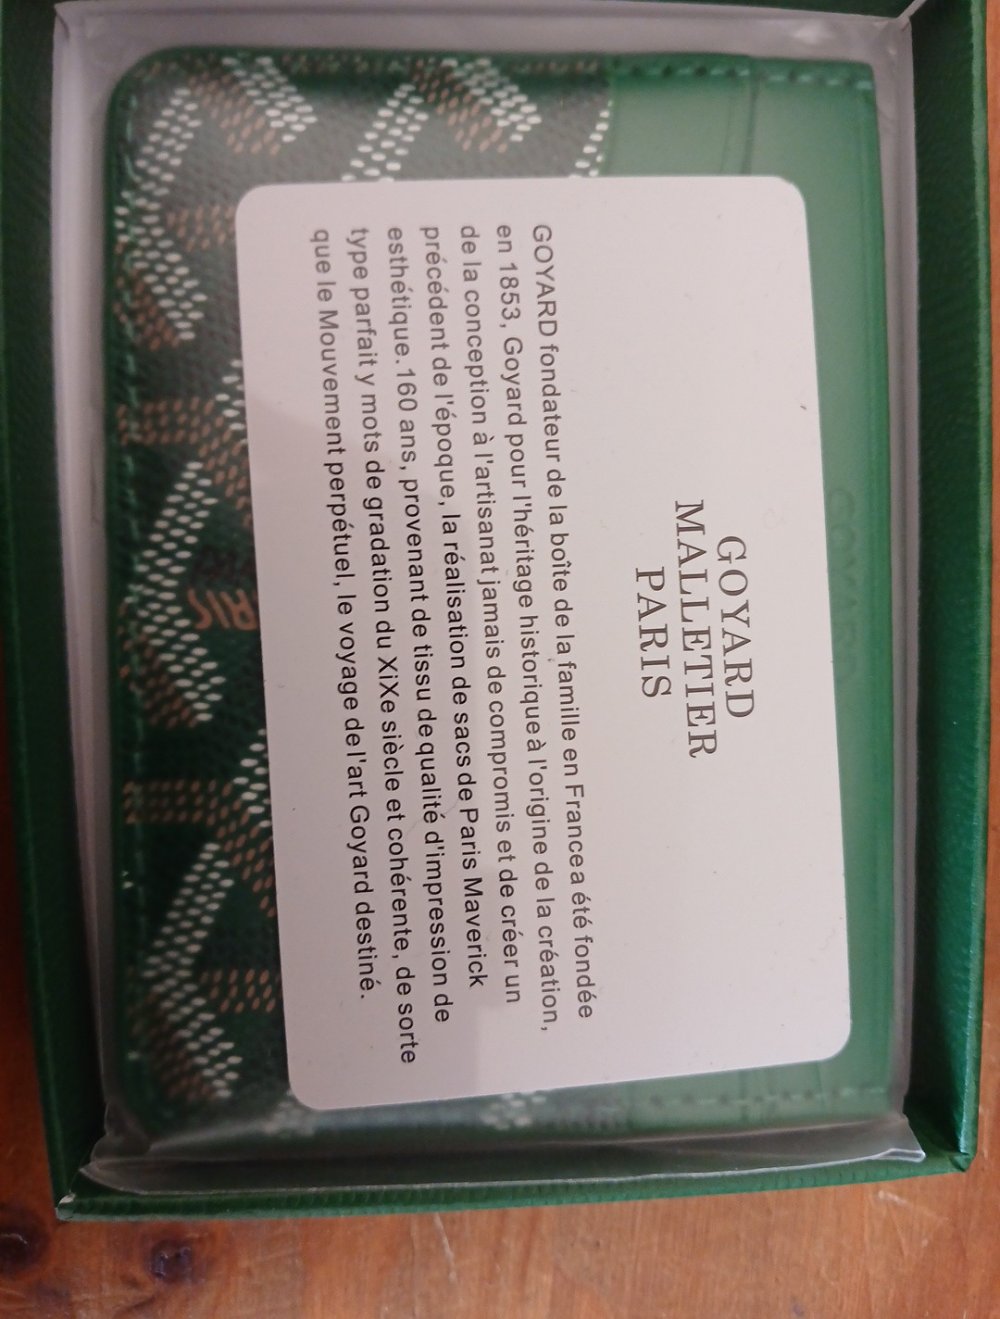 GOYARD
MALLETIER
PARIS
GOYARD fondateur de la boîte de la famille en France a été fondée
en 1853, Goyard pour l'héritage historique à l'origine de la création,
de la conception à l'artisanat jamais de compromis et de créer un
précédent de l'époque, la réalisation de sacs de Paris Maverick
esthétique.160 ans, provenant de tissu de qualité d'impression de
type parfait y mots de gradation du XiXe siècle et cohérente, de sorte
que le Mouvement perpétuel, le voyage de l'art Goyard destiné.
GOYARD